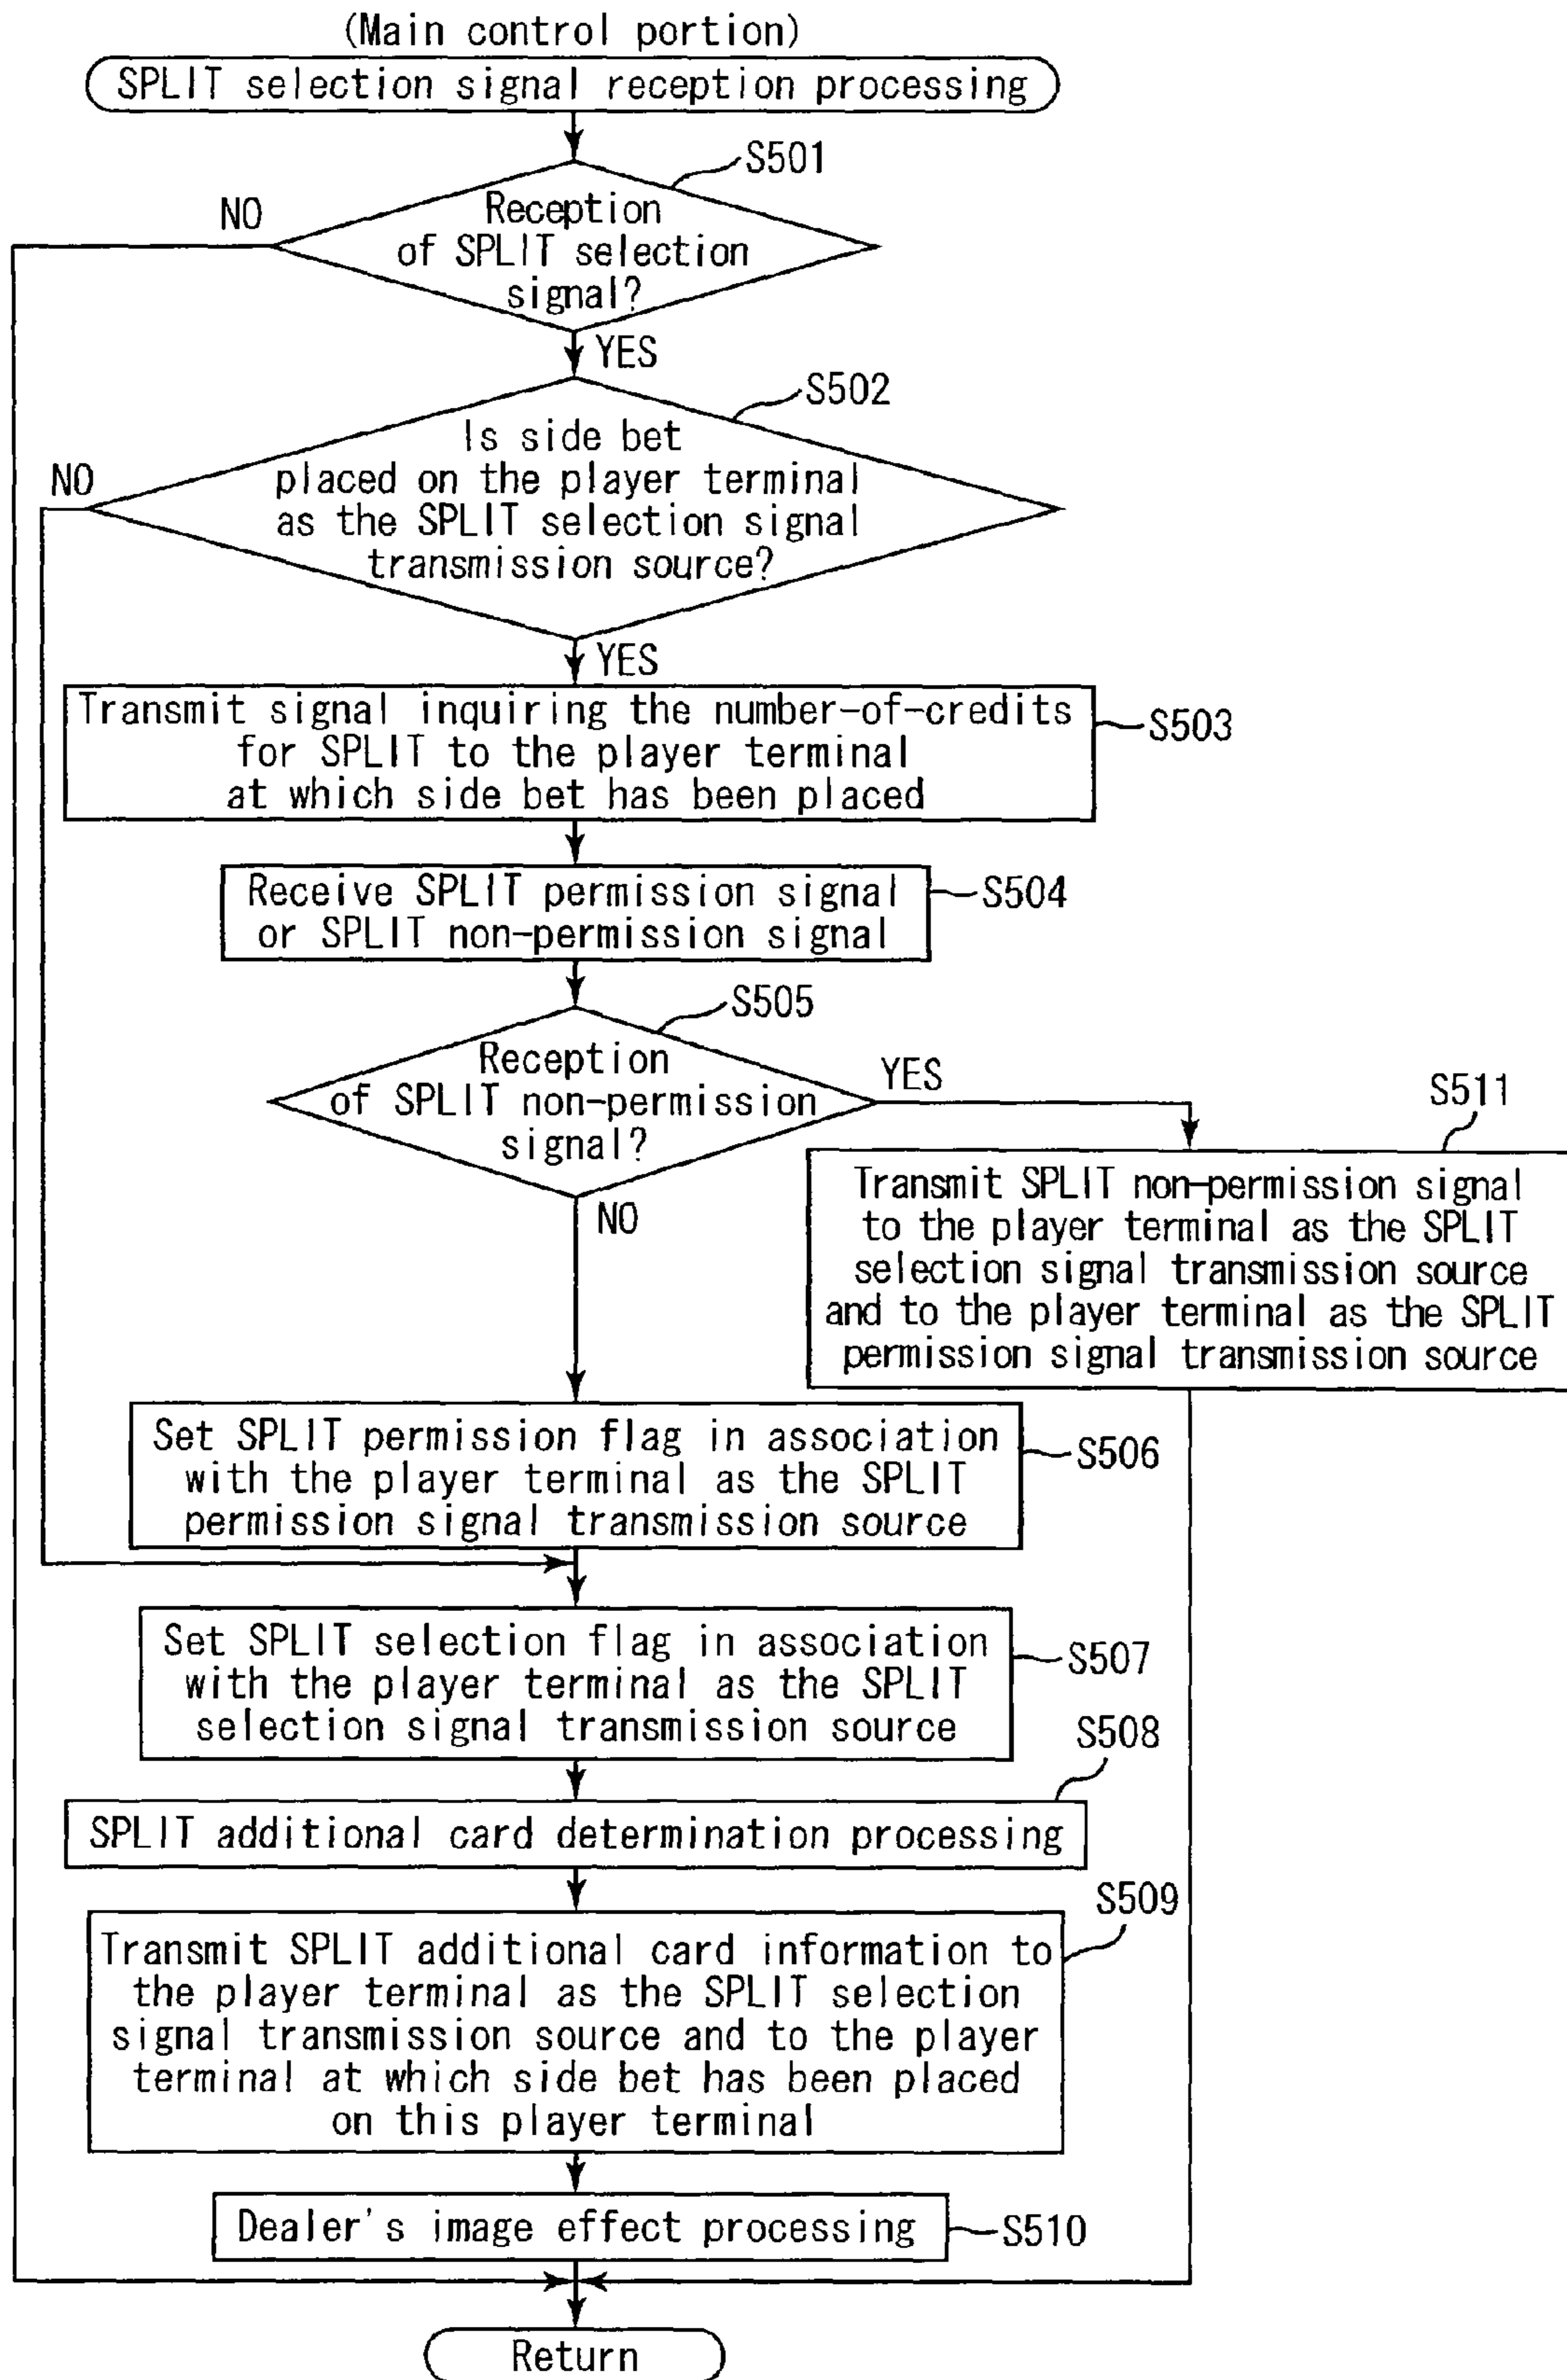 (Main control portion)
SPLIT selection signal reception processing
S501
NO
Reception
of SPLIT selection
signal?
YES
S502
NO
Is side bet
placed on the player terminal
as the SPLIT selection signal
transmission source?
YES
Transmit signal inquiring the number-of-credits
for SPLIT to the player terminal
at which side bet has been placed
S503
Receive SPLIT permission signal
or SPLIT non-permission signal
S504
S505
Reception
of SPLIT non-permission
signal?
YES
NO
S511
Transmit SPLIT non-permission signal
to the player terminal as the SPLIT
selection signal transmission source
and to the player terminal as the SPLIT
permission signal transmission source
Set SPLIT permission flag in association
with the player terminal as the SPLIT
permission signal transmission source
S506
Set SPLIT selection flag in association
with the player terminal as the SPLIT
selection signal transmission source
S507
S508
SPLIT additional card determination processing
S509
Transmit SPLIT additional card information to
the player terminal as the SPLIT selection
signal transmission source and to the player
terminal at which side bet has been placed
on this player terminal
Dealer's image effect processing
S510
Return